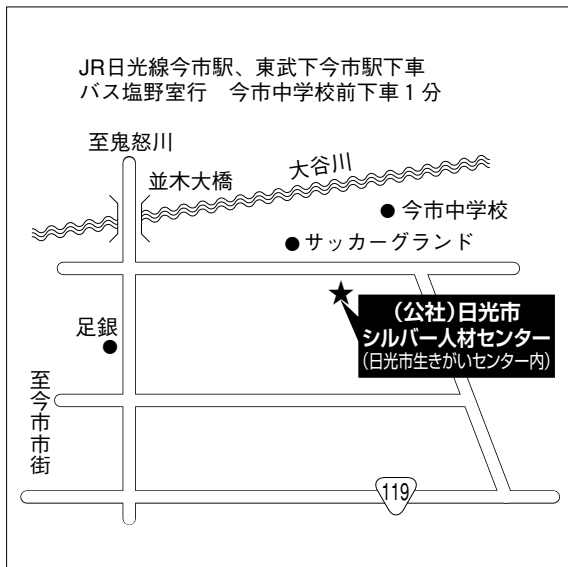 JR日光線今市駅、東武下今市駅下車
バス塩野室行　今市中学校前下車１分
至鬼怒川
並木大橋
大谷川
今市中学校
サッカーグランド
足銀
（公社）日光市
シルバー人材センター
（日光市生きがいセンター内）
至今市市街
119